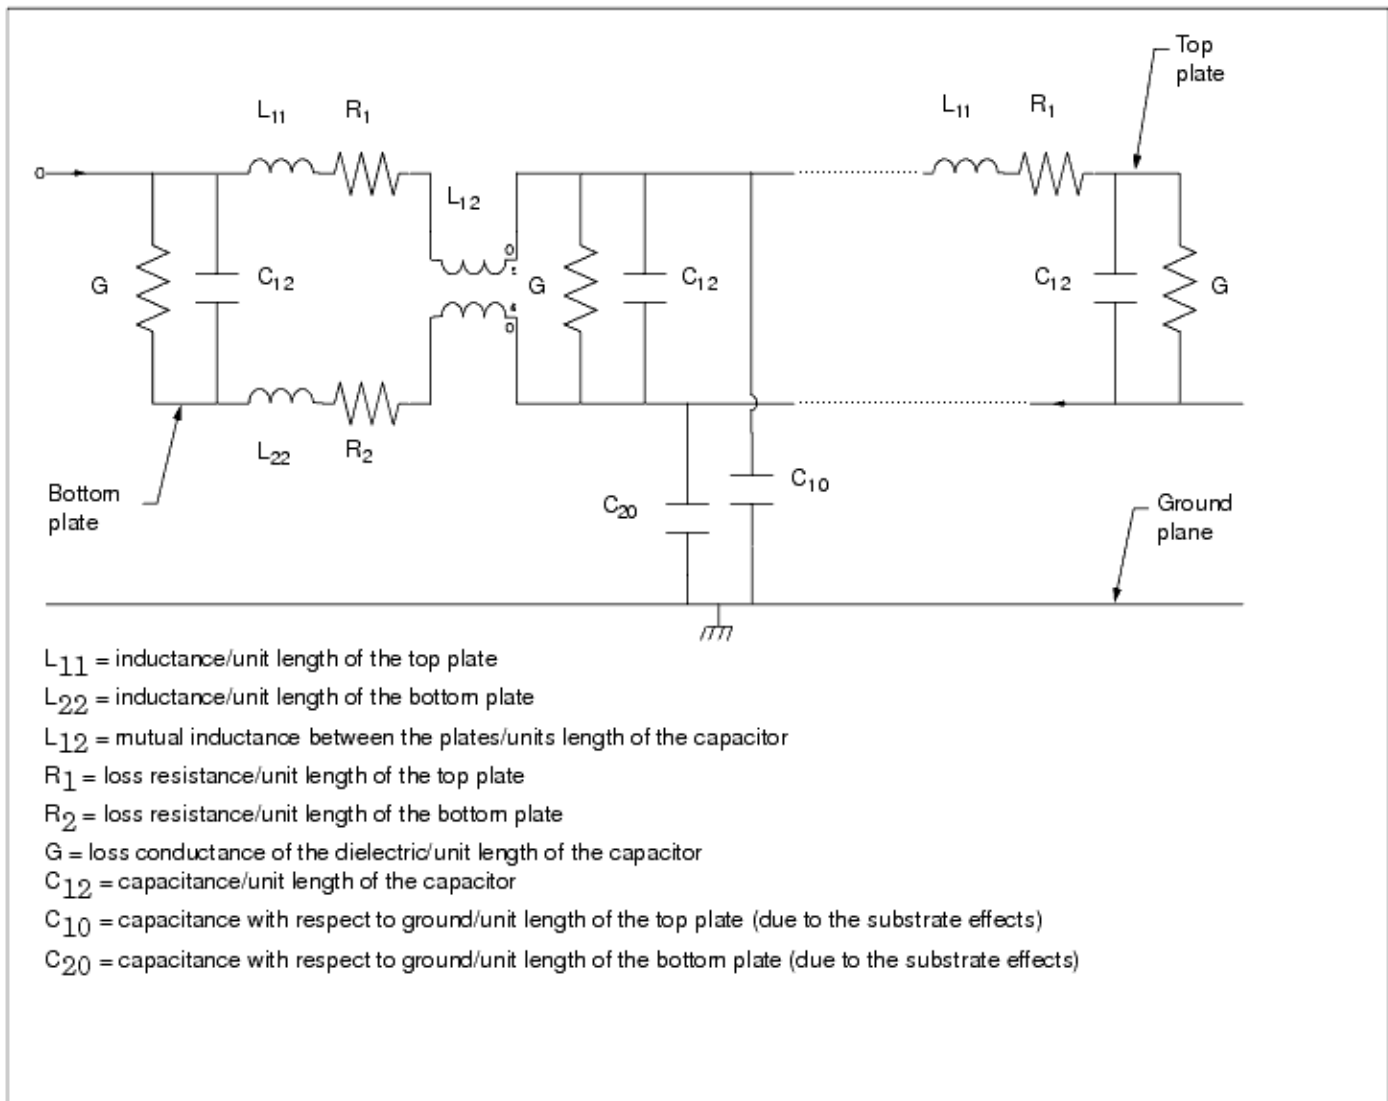 Top
plate
L11 R1 L11 R1
L12
G C12 G C12 C12 G
L22 R2
Bottom
plate
C20 C10
Ground
plane
L11 = inductance/unit length of the top plate
L22 = inductance/unit length of the bottom plate
L12 = mutual inductance between the plates/units length of the capacitor
R1 = loss resistance/unit length of the top plate
R2 = loss resistance/unit length of the bottom plate
G = loss conductance of the dielectric/unit length of the capacitor
C12 = capacitance/unit length of the capacitor
C10 = capacitance with respect to ground/unit length of the top plate (due to the substrate effects)
C20 = capacitance with respect to ground/unit length of the bottom plate (due to the substrate effects)